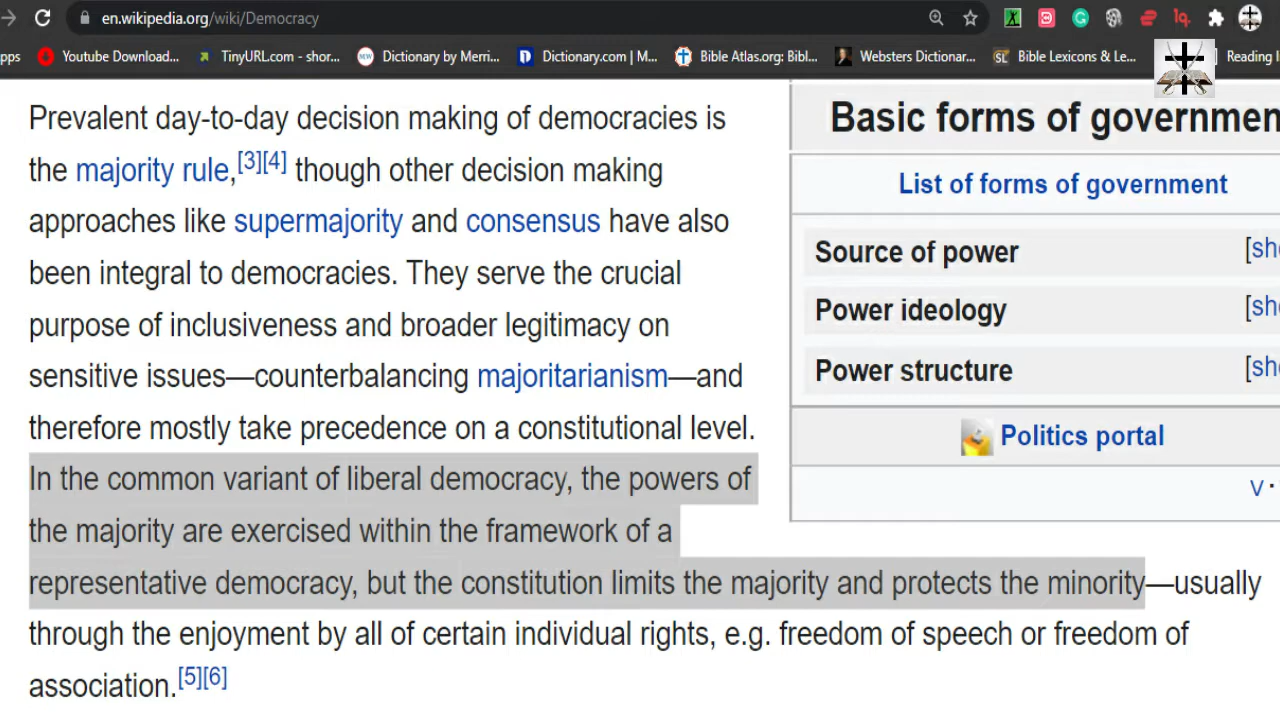 en.wikipedia.org/wiki/Democracy
pps Youtube Download... TinyURL.com - shor... Dictionary by Merri... Dictionary.com | M... Bible Atlas.org: Bibl... Websters Dictionar... Bible Lexicons & Le... Reading
Prevalent day-to-day decision making of democracies is
the majority rule,[3][4] though other decision making
approaches like supermajority and consensus have also
been integral to democracies. They serve the crucial
purpose of inclusiveness and broader legitimacy on
sensitive issues—counterbalancing majoritarianism—and
therefore mostly take precedence on a constitutional level.
In the common variant of liberal democracy, the powers of
the majority are exercised within the framework of a
representative democracy, but the constitution limits the majority and protects the minority—usually
through the enjoyment by all of certain individual rights, e.g. freedom of speech or freedom of
association.[5][6]
Basic forms of governmen
List of forms of government
Source of power [sh
Power ideology [sh
Power structure [sh
Politics portal
V ·